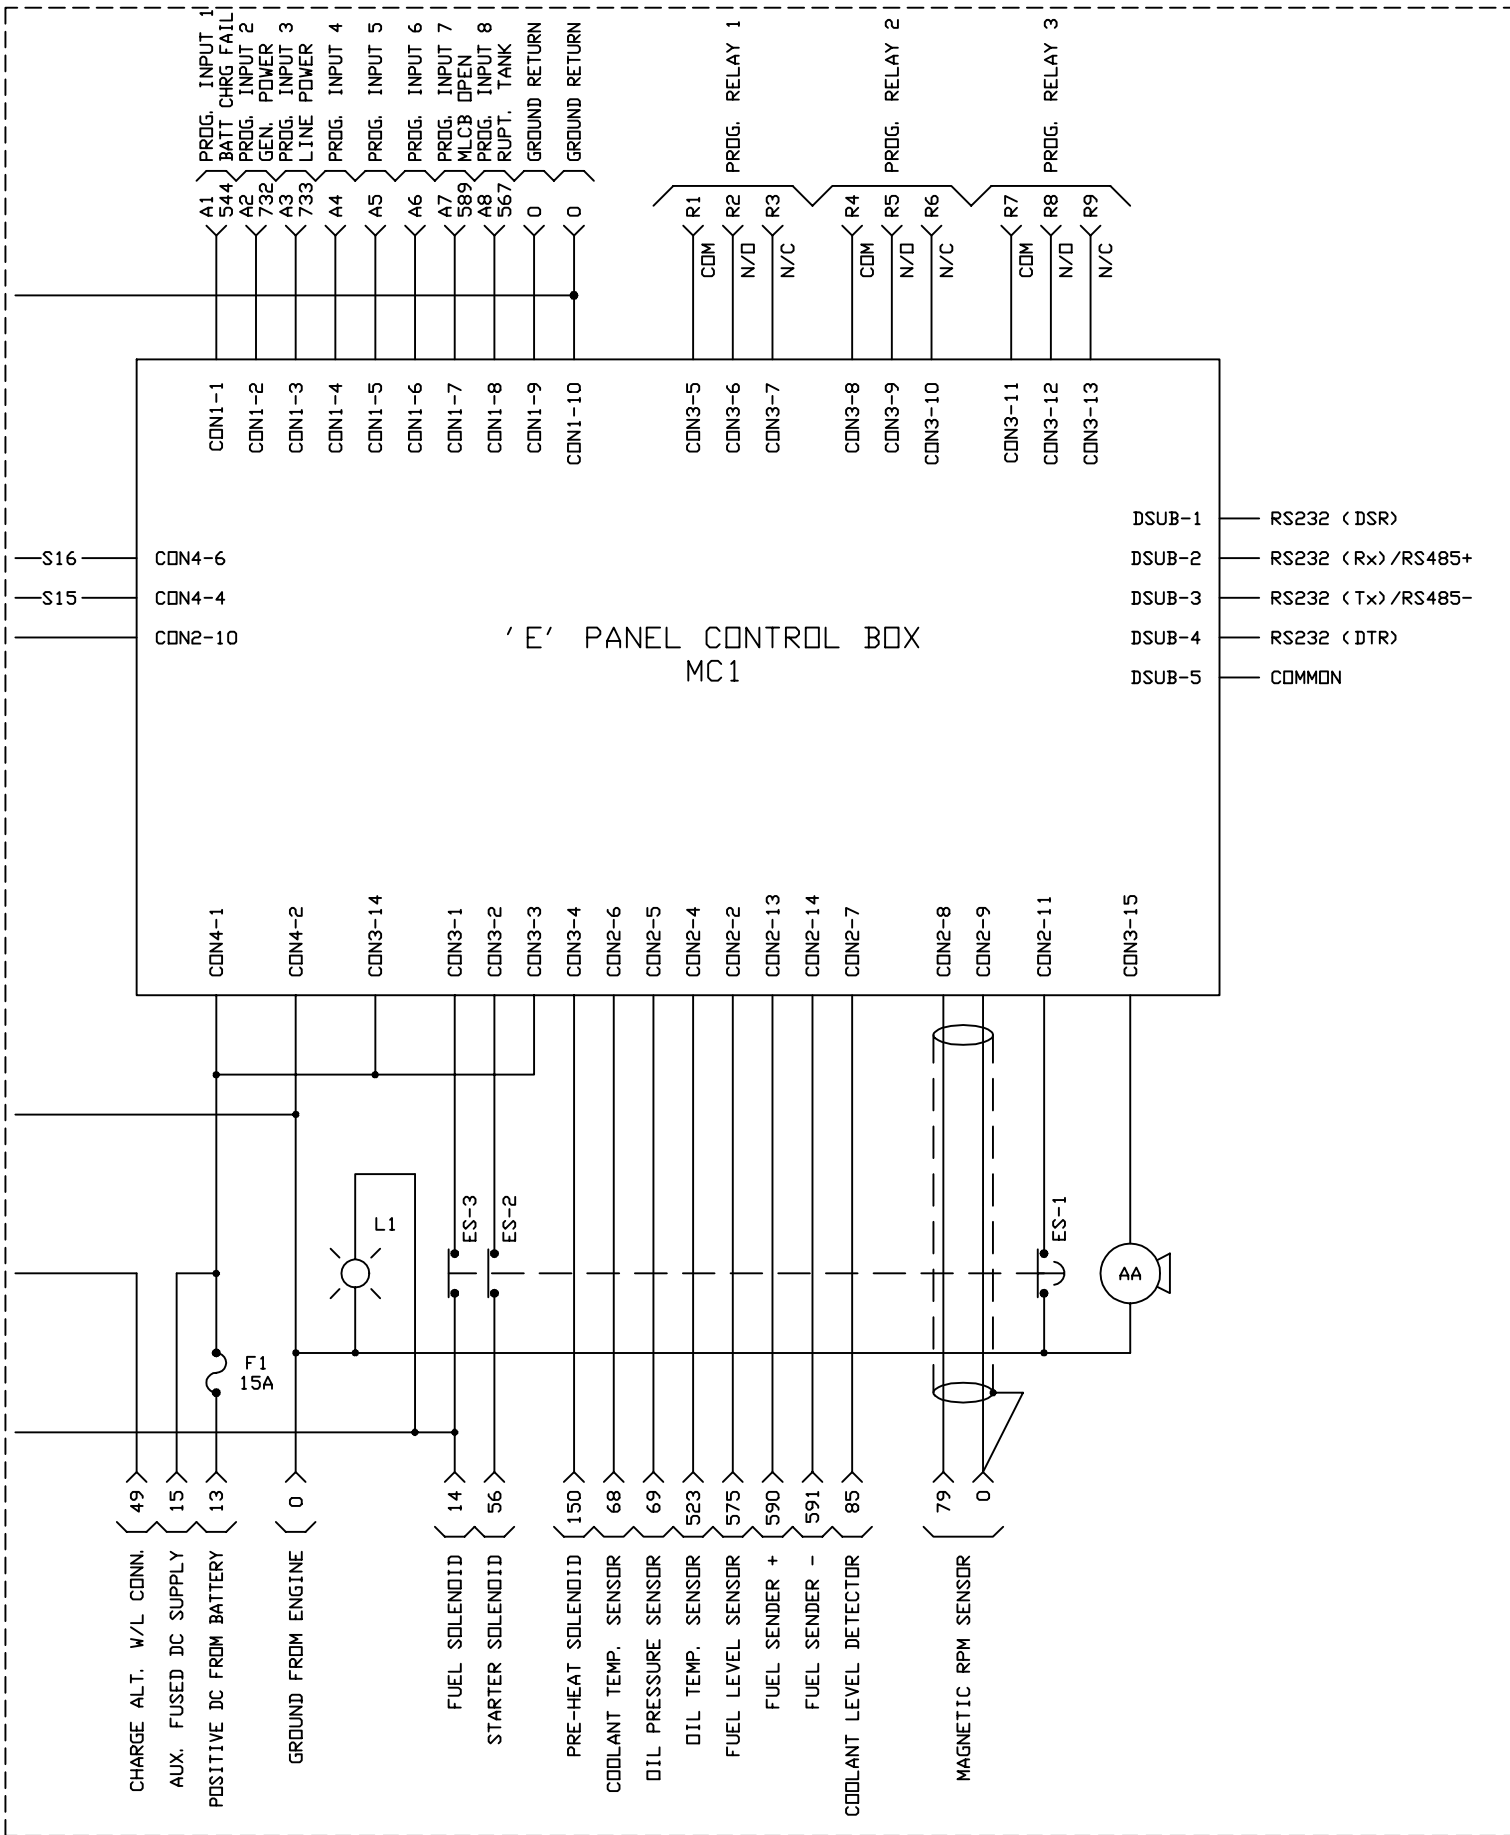 PROG. INPUT 1
BATT CHRG FAIL
PROG. INPUT 2
GEN. POWER
PROG. INPUT 3
LINE POWER
PROG. INPUT 4
PROG. INPUT 5
PROG. INPUT 6
PROG. INPUT 7
MLCB OPEN
PROG. INPUT 8
RUPT. TANK
GROUND RETURN
GROUND RETURN
PROG. RELAY 1
PROG. RELAY 2
PROG. RELAY 3
A1
544
A2
732
A3
733
A4
A5
A6
A7
589
A8
567
0
0
R1
R2
R3
R4
R5
R6
R7
R8
R9
COM
N/O
N/C
COM
N/O
N/C
COM
N/O
N/C
CON1-1
CON1-2
CON1-3
CON1-4
CON1-5
CON1-6
CON1-7
CON1-8
CON1-9
CON1-10
CON3-5
CON3-6
CON3-7
CON3-8
CON3-9
CON3-10
CON3-11
CON3-12
CON3-13
DSUB-1 RS232 (DSR)
S16 CON4-6
DSUB-2 RS232 (Rx)/RS485+
S15 CON4-4
DSUB-3 RS232 (Tx)/RS485-
CON2-10
'E' PANEL CONTROL BOX
MC1
DSUB-4 RS232 (DTR)
DSUB-5 COMMON
CON4-1
CON4-2
CON3-14
CON3-1
CON3-2
CON3-3
CON3-4
CON2-6
CON2-5
CON2-4
CON2-2
CON2-13
CON2-14
CON2-7
CON2-8
CON2-9
CON2-11
CON3-15
L1
ES-3
ES-2
ES-1
AA
F1
15A
49
15
13
0
14
56
150
68
69
523
575
590
591
85
79
0
CHARGE ALT. W/L CONN.
AUX. FUSED DC SUPPLY
POSITIVE DC FROM BATTERY
GROUND FROM ENGINE
FUEL SOLENOID
STARTER SOLENOID
PRE-HEAT SOLENOID
COOLANT TEMP. SENSOR
OIL PRESSURE SENSOR
OIL TEMP. SENSOR
FUEL LEVEL SENSOR
FUEL SENDER +
FUEL SENDER -
COOLANT LEVEL DETECTOR
MAGNETIC RPM SENSOR